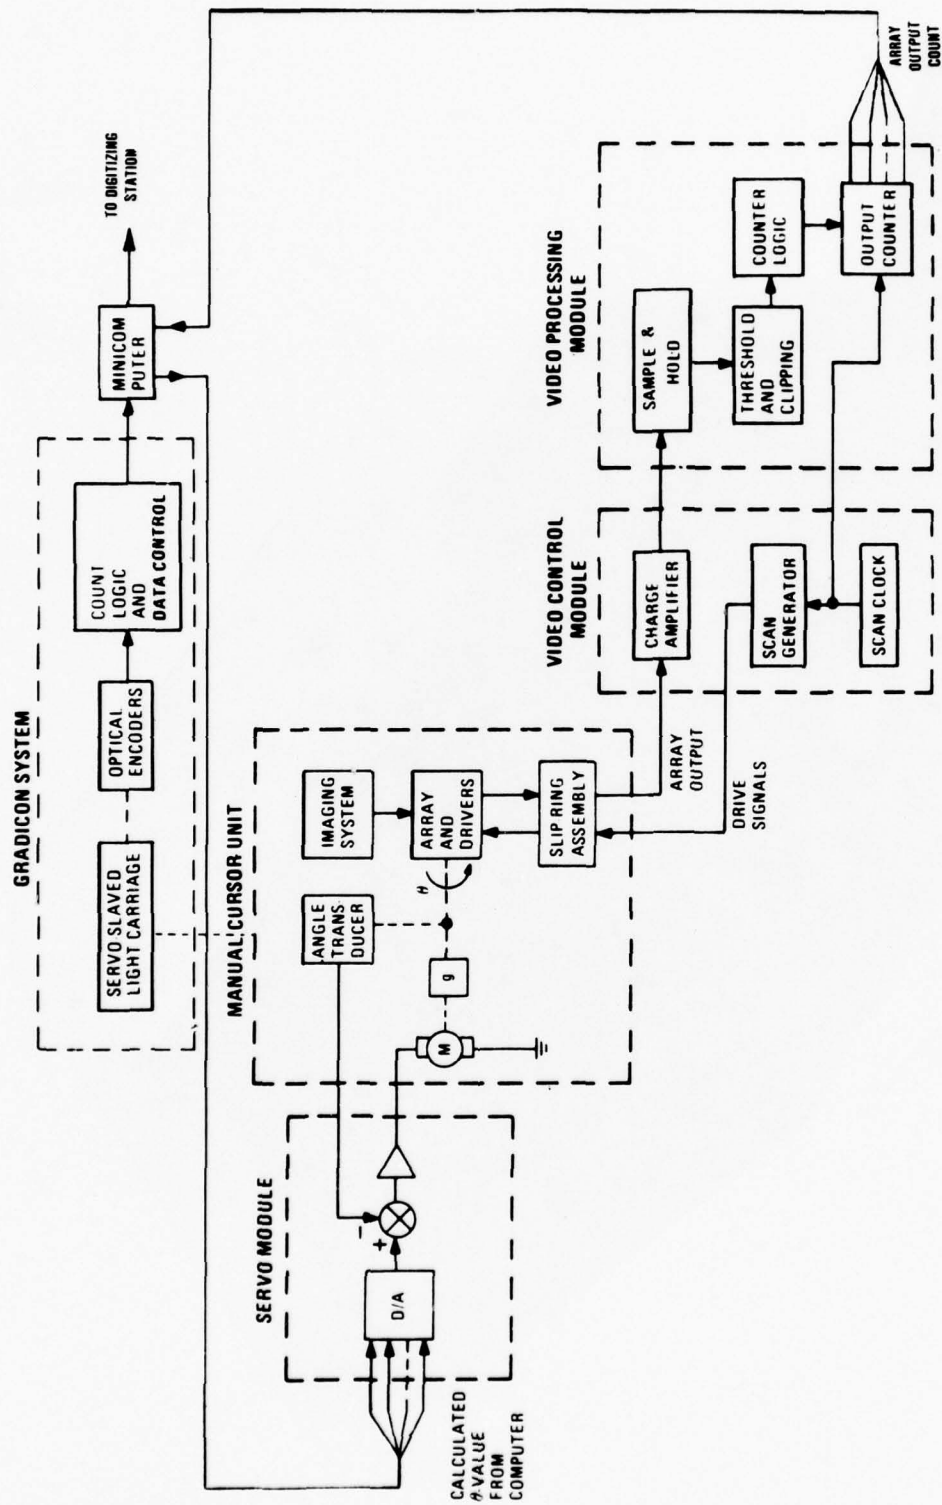 GRADICON SYSTEM
SERVO SLAVED
LIGHT CARRIAGE
OPTICAL
ENCODERS
COUNT
LOGIC
AND
DATA CONTROL
MINICOM
PUTER
TO DIGITIZING
STATION
MANUAL CURSOR UNIT
ANGLE
TRANS-
DUCER
IMAGING
SYSTEM
M
g
θ
ARRAY
AND
DRIVERS
SLIP RING
ASSEMBLY
SERVO MODULE
D/A
+
-
CALCULATED
θ-VALUE
FROM
COMPUTER
ARRAY
OUTPUT
DRIVE
SIGNALS
VIDEO CONTROL
MODULE
CHARGE
AMPLIFIER
SCAN
GENERATOR
SCAN CLOCK
VIDEO PROCESSING
MODULE
SAMPLE &
HOLD
THRESHOLD
AND
CLIPPING
COUNTER
LOGIC
OUTPUT
COUNTER
ARRAY
OUTPUT
COUNT